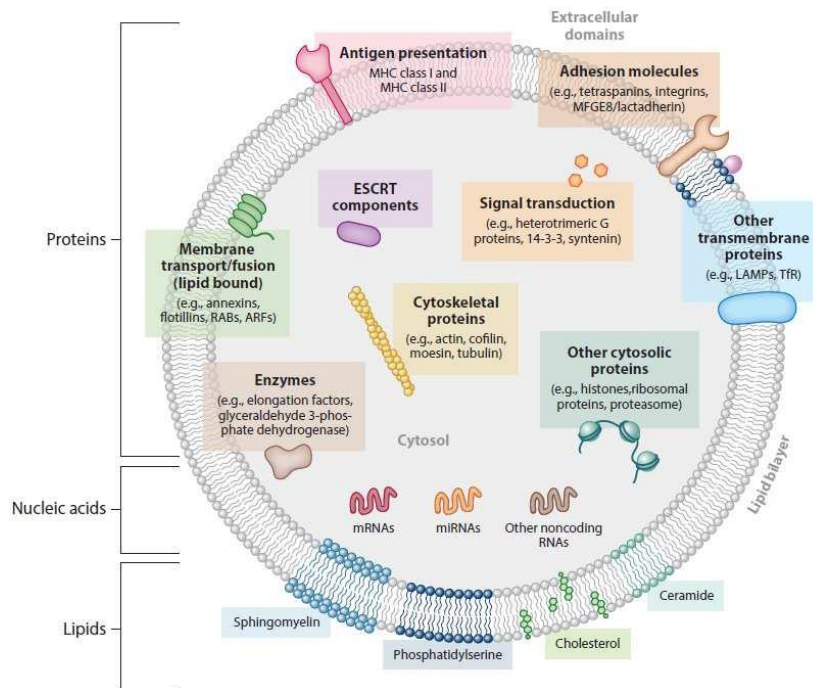 Extracellular
domains
Antigen presentation
MHC class I and
MHC class II
Adhesion molecules
(e.g., tetraspanins, integrins,
MFGE8/lactadherin)
ESCRT
components
Signal transduction
(e.g., heterotrimeric G
proteins, 14-3-3, syntenin)
Other
transmembrane
proteins
(e.g., LAMPs, TfR)
Proteins
Membrane
transport/fusion
(lipid bound)
(e.g., annexins,
flotillins, RABs, ARFs)
Cytoskeletal
proteins
(e.g., actin, cofilin,
moesin, tubulin)
Other cytosolic
proteins
(e.g., histones,ribosomal
proteins, proteasome)
Enzymes
(e.g., elongation factors,
glyceraldehyde 3-phos-
phate dehydrogenase)
Cytosol
Lipid bilayer
Nucleic acids
mRNAs
miRNAs
Other noncoding
RNAs
Lipids
Sphingomyelin
Phosphatidylserine
Cholesterol
Ceramide